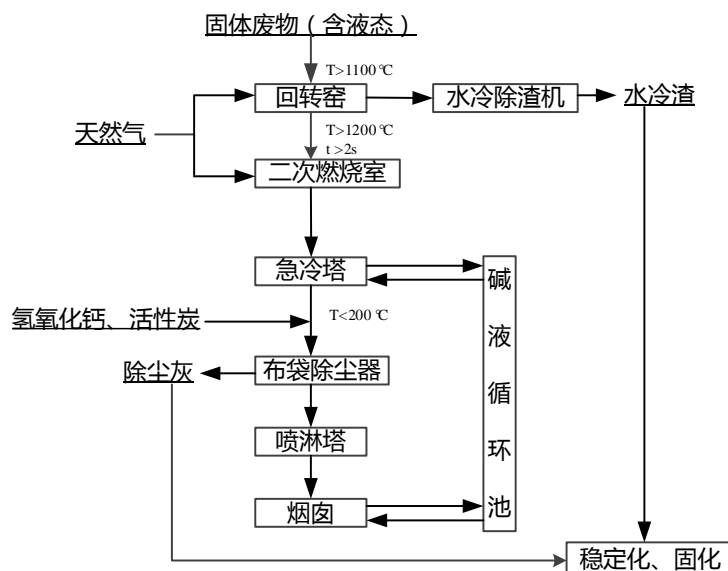 固体废物（含液态）
T>1100℃
回转窑
水冷除渣机
水冷渣
天然气
T>1200℃
t>2s
二次燃烧室
急冷塔
碱液循环池
氢氧化钙、活性炭
T<200℃
除尘灰
布袋除尘器
喷淋塔
烟囱
稳定化、固化